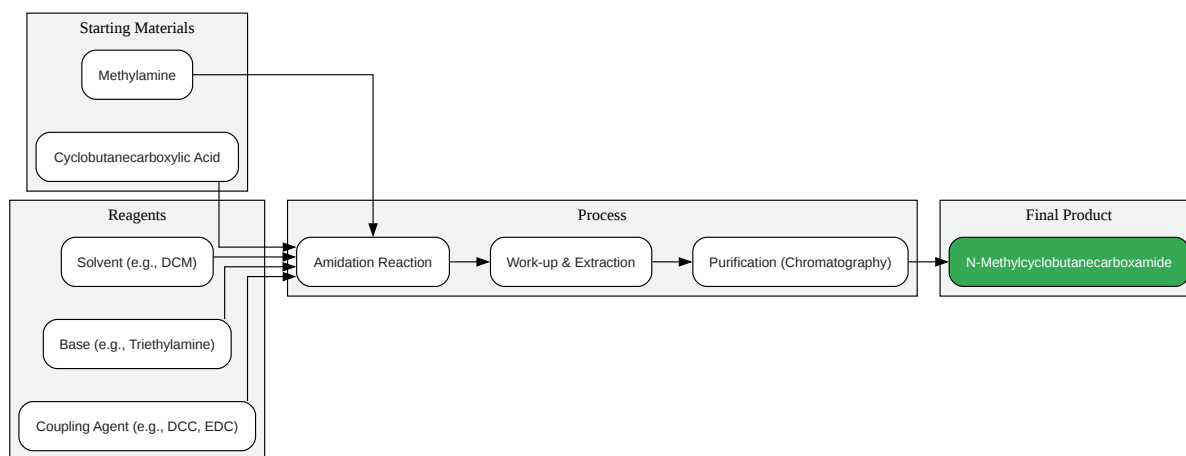 Starting Materials
Methylamine
Cyclobutanecarboxylic Acid
Reagents
Solvent (e.g., DCM)
Base (e.g., Triethylamine)
Coupling Agent (e.g., DCC, EDC)
Process
Amidation Reaction
Work-up & Extraction
Purification (Chromatography)
Final Product
N-Methylcyclobutanecarboxamide